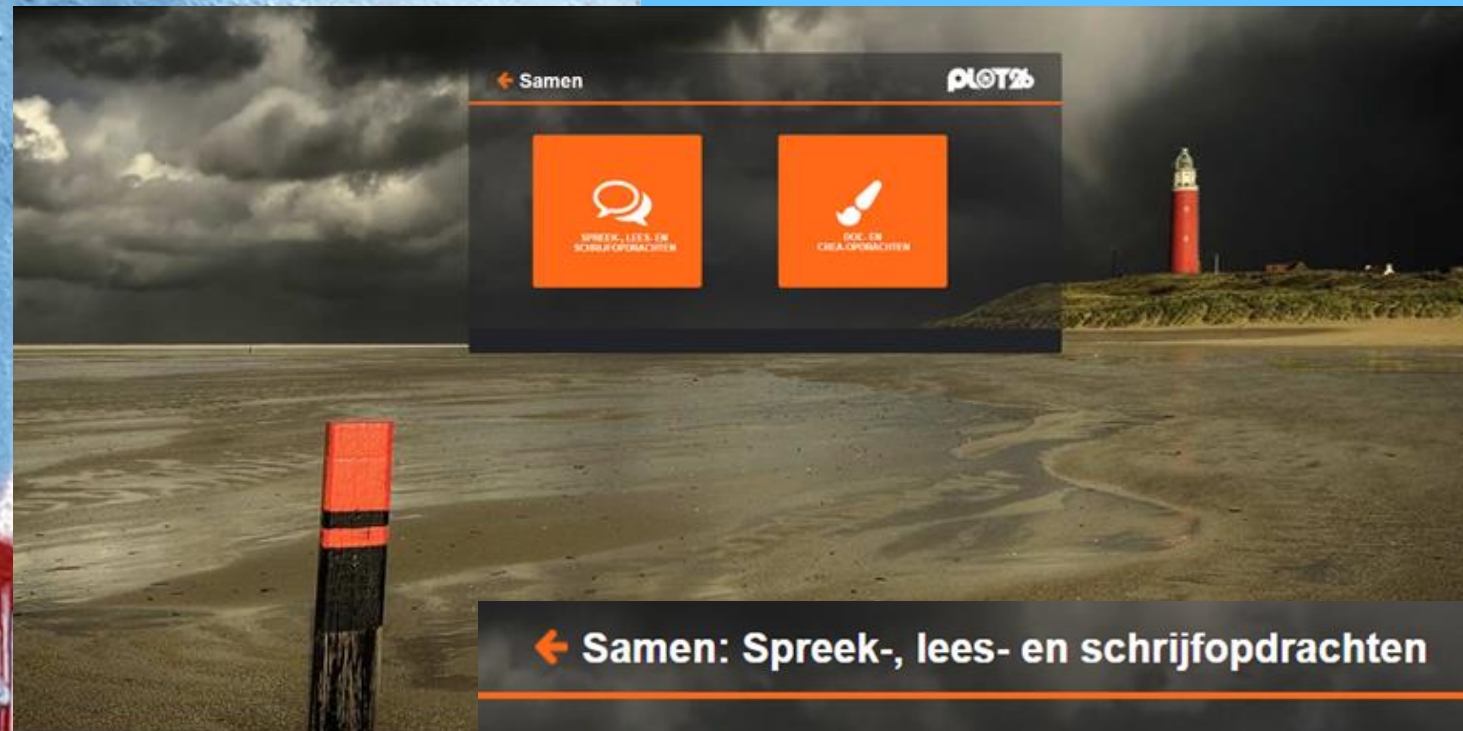 Samen
PLOT26
SPREEK-, LEES- EN
SCHRIJFOPDRACHTEN
DOE- EN
CREA-OPDRACHTEN
Samen: Spreek-, lees- en schrijfopdrachten